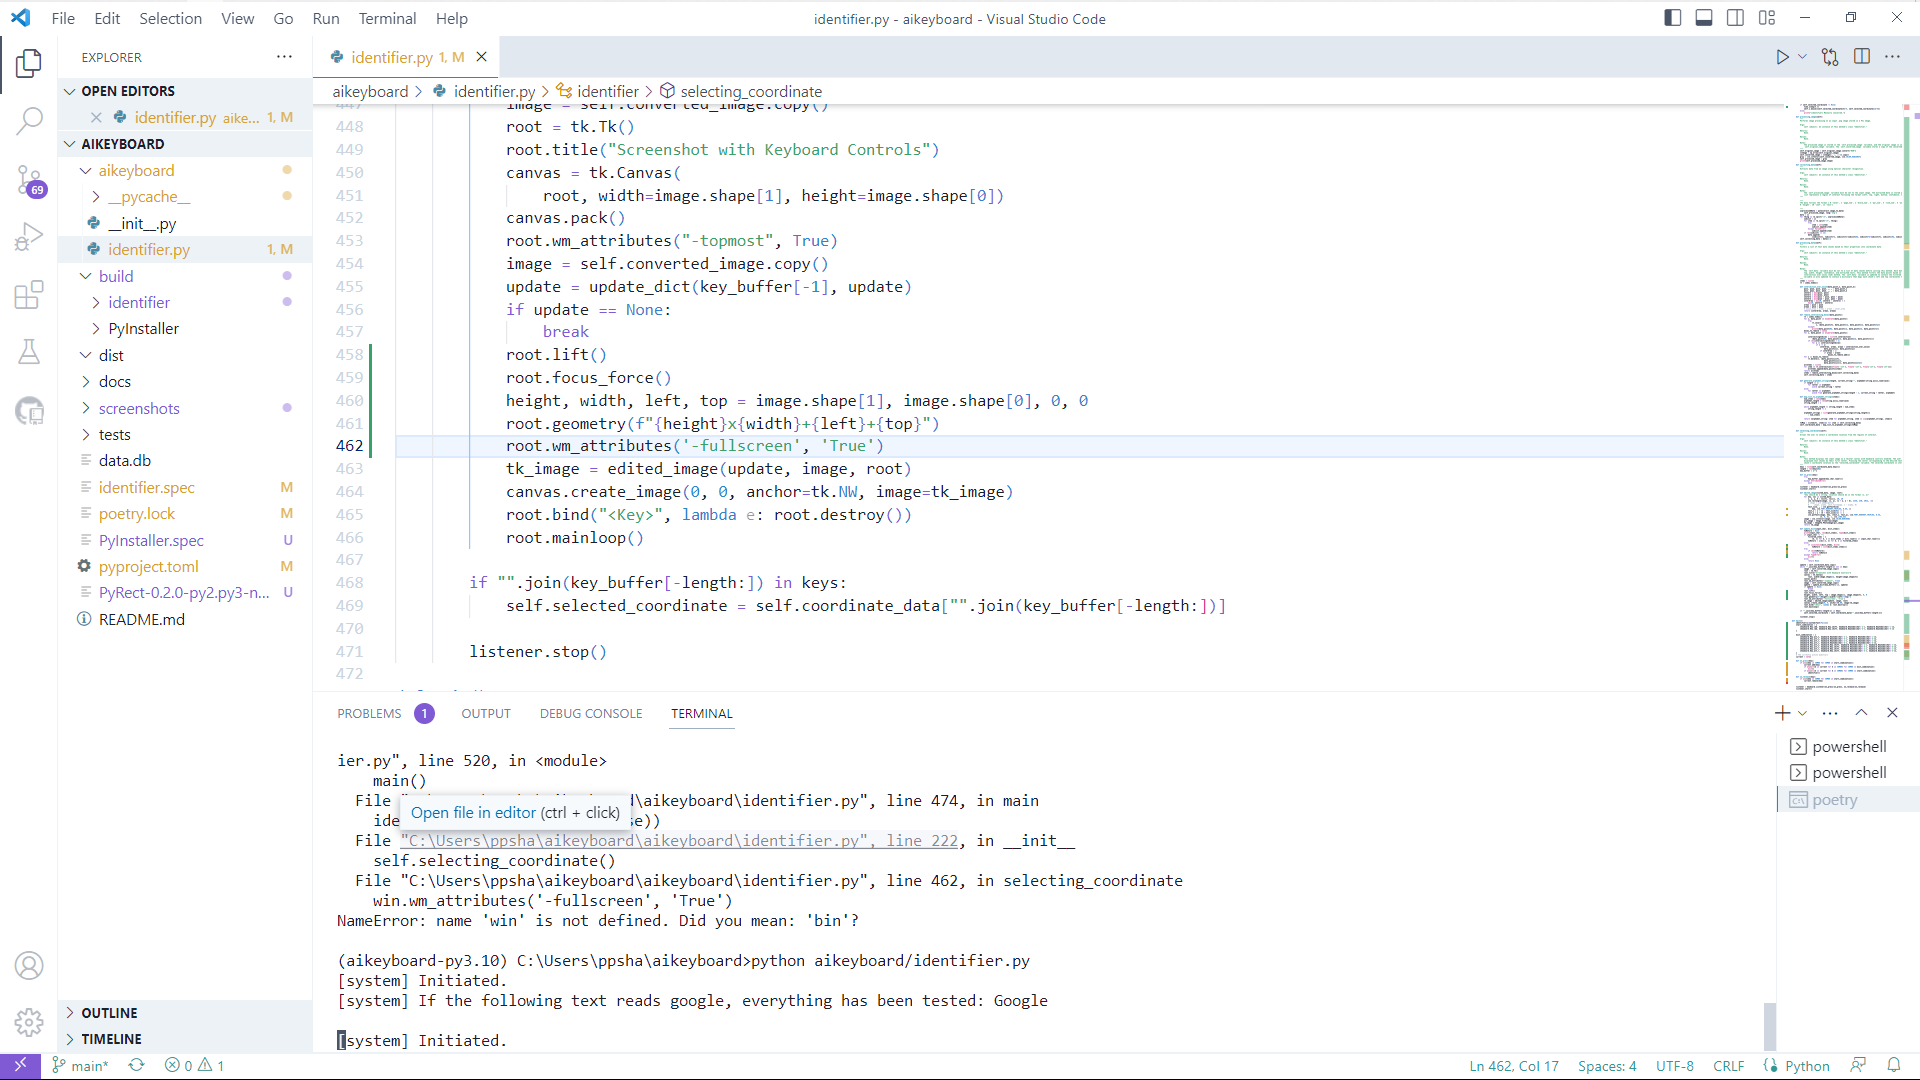 File Edit Selection View Go Run Terminal Help
identifier.py - aikeyboard - Visual Studio Code
EXPLORER
OPEN EDITORS
identifier.py aike... 1, M
AIKEYBOARD
aikeyboard
__pycache__
__init__.py
identifier.py 1, M
build
identifier
PyInstaller
dist
docs
screenshots
tests
data.db
identifier.spec M
poetry.lock M
PyInstaller.spec U
pyproject.toml M
PyRect-0.2.0-py2.py3-n... U
README.md
OUTLINE
TIMELINE
69
identifier.py 1, M
aikeyboard > identifier.py > identifier > selecting_coordinate
447 image = self.converted_image.copy()
448 root = tk.Tk()
449 root.title("Screenshot with Keyboard Controls")
450 canvas = tk.Canvas(
451 root, width=image.shape[1], height=image.shape[0])
452 canvas.pack()
453 root.wm_attributes("-topmost", True)
454 image = self.converted_image.copy()
455 update = update_dict(key_buffer[-1], update)
456 if update == None:
457 break
458 root.lift()
459 root.focus_force()
460 height, width, left, top = image.shape[1], image.shape[0], 0, 0
461 root.geometry(f"{height}x{width}+{left}+{top}")
462 root.wm_attributes('-fullscreen', 'True')
463 tk_image = edited_image(update, image, root)
464 canvas.create_image(0, 0, anchor=tk.NW, image=tk_image)
465 root.bind("<Key>", lambda e: root.destroy())
466 root.mainloop()
467
468 if "".join(key_buffer[-length:]) in keys:
469 self.selected_coordinate = self.coordinate_data["".join(key_buffer[-length:])]
470
471 listener.stop()
472
PROBLEMS 1 OUTPUT DEBUG CONSOLE TERMINAL
ier.py", line 520, in <module>
main()
File "\aikeyboard\identifier.py", line 474, in main
Open file in editor (ctrl + click)
ide se))
File "C:\Users\ppsha\aikeyboard\aikeyboard\identifier.py", line 222, in __init__
self.selecting_coordinate()
File "C:\Users\ppsha\aikeyboard\aikeyboard\identifier.py", line 462, in selecting_coordinate
win.wm_attributes('-fullscreen', 'True')
NameError: name 'win' is not defined. Did you mean: 'bin'?
(aikeyboard-py3.10) C:\Users\ppsha\aikeyboard>python aikeyboard/identifier.py
[system] Initiated.
[system] If the following text reads google, everything has been tested: Google
[system] Initiated.
powershell
powershell
poetry
main* 0 1
Ln 462, Col 17 Spaces: 4 UTF-8 CRLF Python